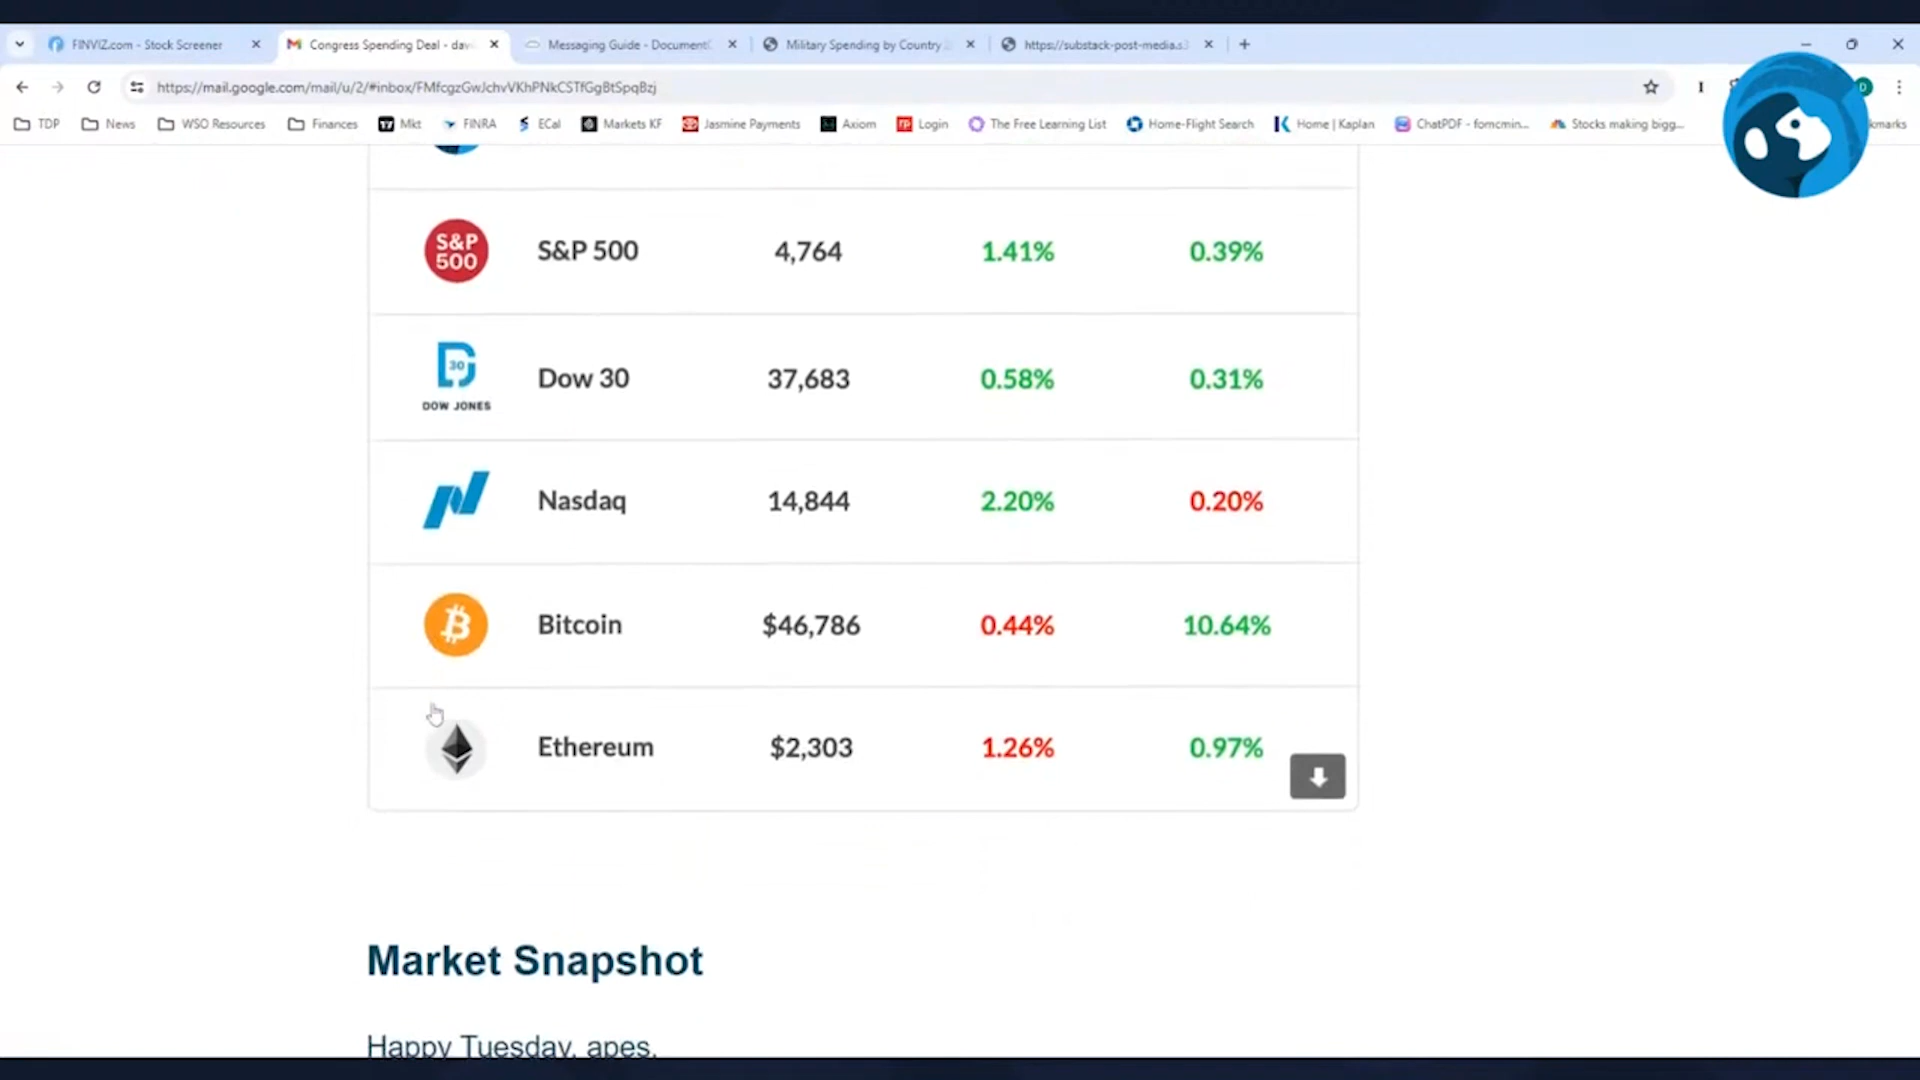 FINVIZ.com - Stock Screener
Congress Spending Deal - dav
Messaging Guide - Document
Military Spending by Country
https://substack-post-media.s3
https://mail.google.com/mail/u/2/#inbox/FMfcgzGwJchvVKhPNkCSTfGgBtSpqBzj
TDP News WSO Resources Finances Mkt FINRA ECal Markets KF Jasmine Payments Axiom Login The Free Learning List Home-Flight Search Home | Kaplan ChatPDF - fomcmin... Stocks making bigg...
S&P 500 S&P 500 4,764 1.41% 0.39%
30 DOW JONES Dow 30 37,683 0.58% 0.31%
Nasdaq 14,844 2.20% 0.20%
Bitcoin $46,786 0.44% 10.64%
Ethereum $2,303 1.26% 0.97%
Market Snapshot
Happy Tuesday, apes.